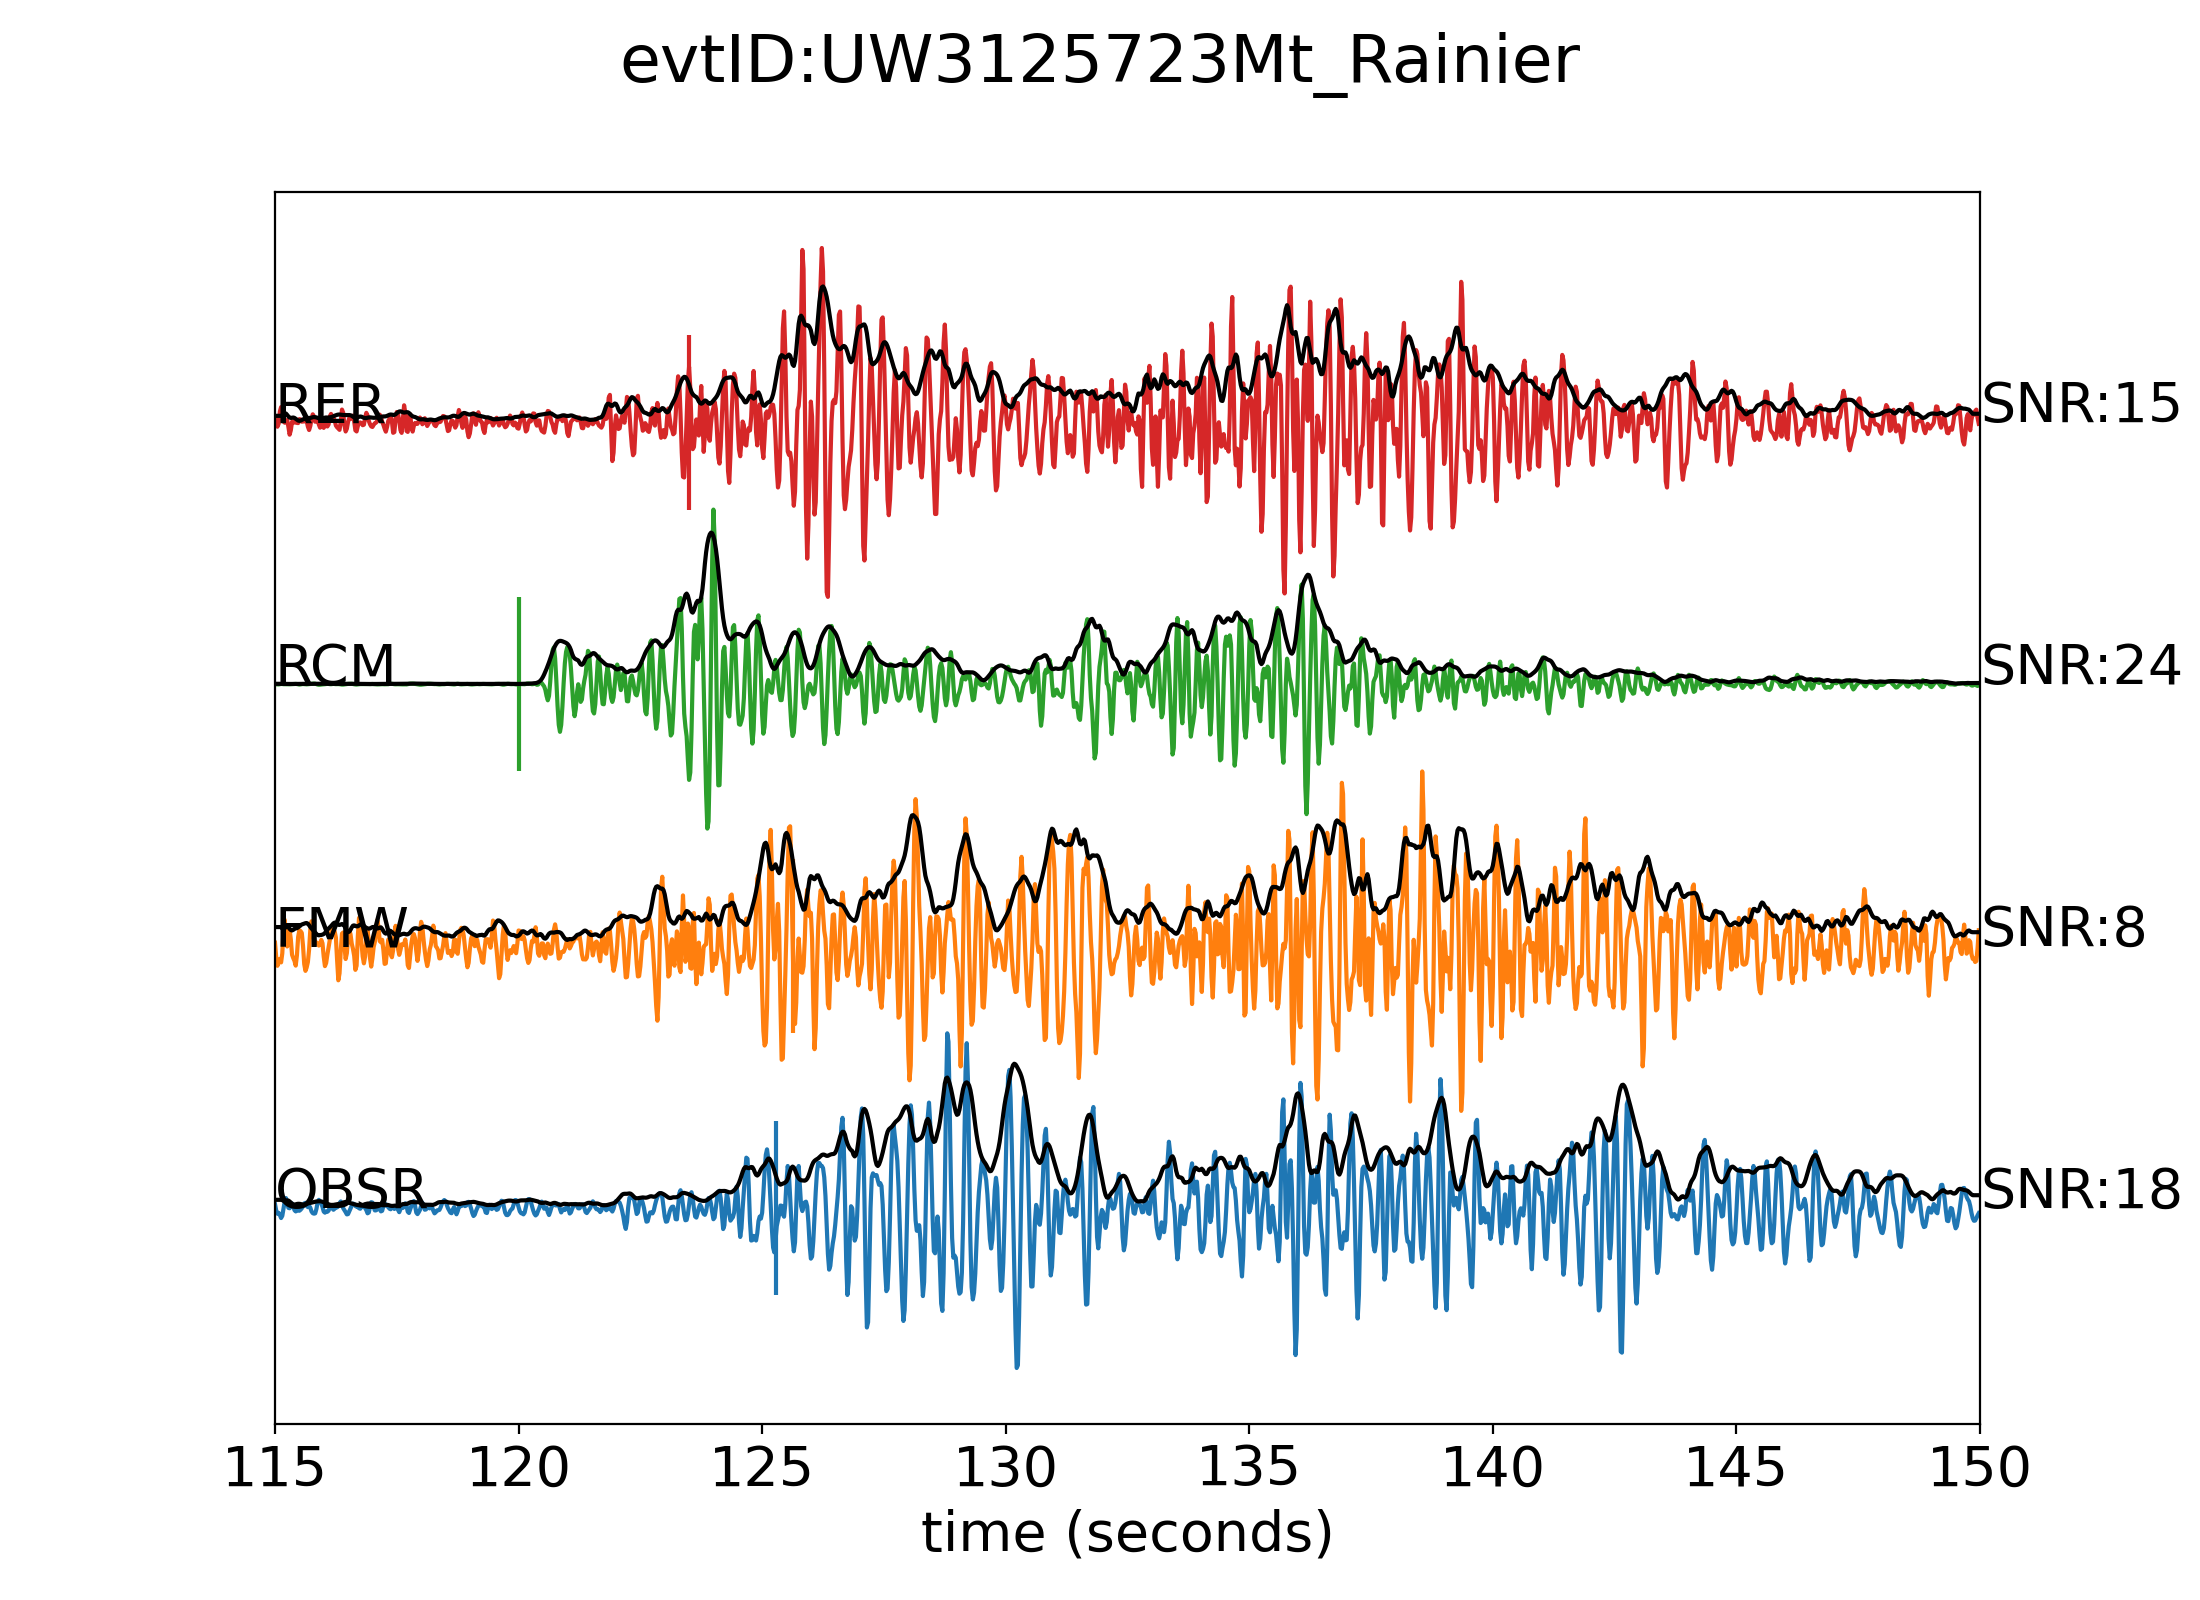 evtID:UW3125723Mt_Rainier
RER SNR:15
RCM SNR:24
FMW SNR:8
OBSR SNR:18
115 120 125 130 135 140 145 150
time (seconds)